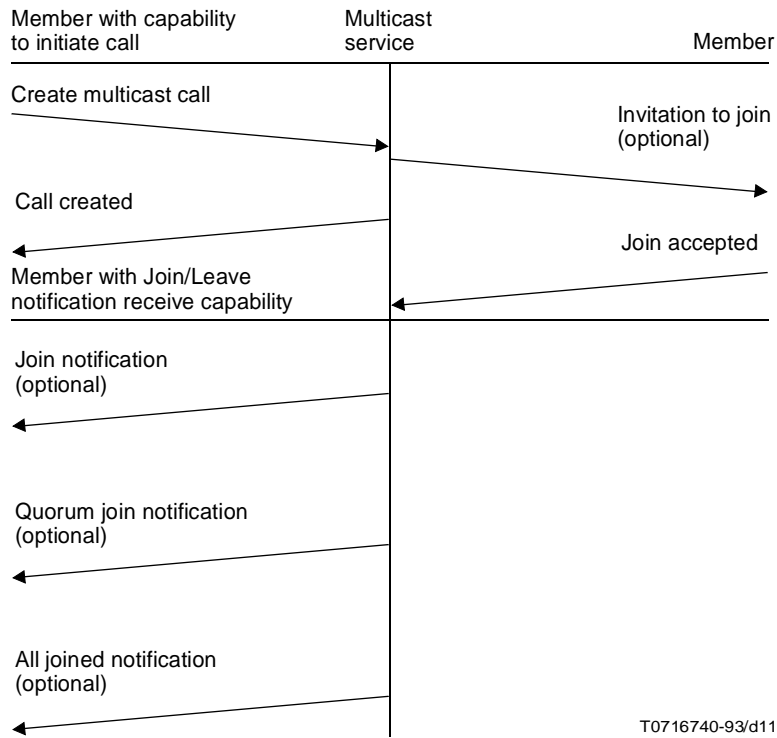 Member with capability
to initiate call
Multicast
service
Member
Create multicast call
Invitation to join
(optional)
Call created
Join accepted
Member with Join/Leave
notification receive capability
Join notification
(optional)
Quorum join notification
(optional)
All joined notification
(optional)
T0716740-93/d11